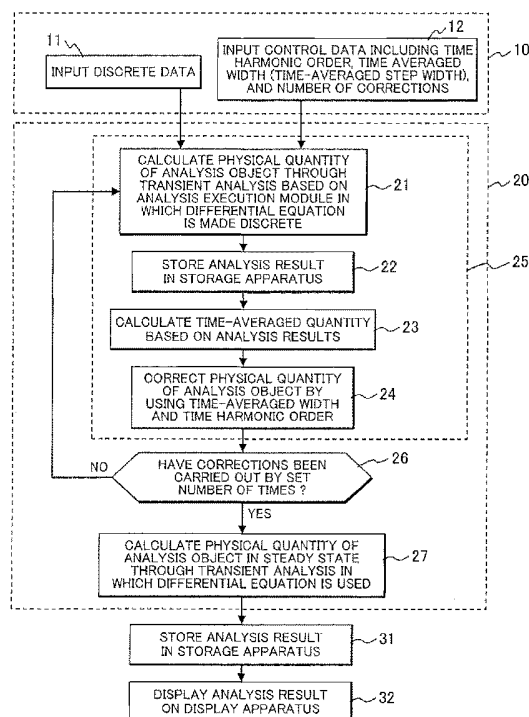 11
INPUT DISCRETE DATA
12
INPUT CONTROL DATA INCLUDING TIME
HARMONIC ORDER, TIME AVERAGED
WIDTH (TIME-AVERAGED STEP WIDTH),
AND NUMBER OF CORRECTIONS
10
CALCULATE PHYSICAL QUANTITY
OF ANALYSIS OBJECT THROUGH
TRANSIENT ANALYSIS BASED ON
ANALYSIS EXECUTION MODULE IN
WHICH DIFFERENTIAL EQUATION
IS MADE DISCRETE
21
20
25
STORE ANALYSIS RESULT
IN STORAGE APPARATUS
22
CALCULATE TIME-AVERAGED QUANTITY
BASED ON ANALYSIS RESULTS
23
CORRECT PHYSICAL QUANTITY
OF ANALYSIS OBJECT BY
USING TIME-AVERAGED WIDTH
AND TIME HARMONIC ORDER
24
NO
HAVE CORRECTIONS BEEN
CARRIED OUT BY SET
NUMBER OF TIMES ?
26
YES
CALCULATE PHYSICAL QUANTITY OF
ANALYSIS OBJECT IN STEADY STATE
THROUGH TRANSIENT ANALYSIS IN
WHICH DIFFERENTIAL EQUATION IS USED
27
STORE ANALYSIS RESULT
IN STORAGE APPARATUS
31
DISPLAY ANALYSIS RESULT
ON DISPLAY APPARATUS
32